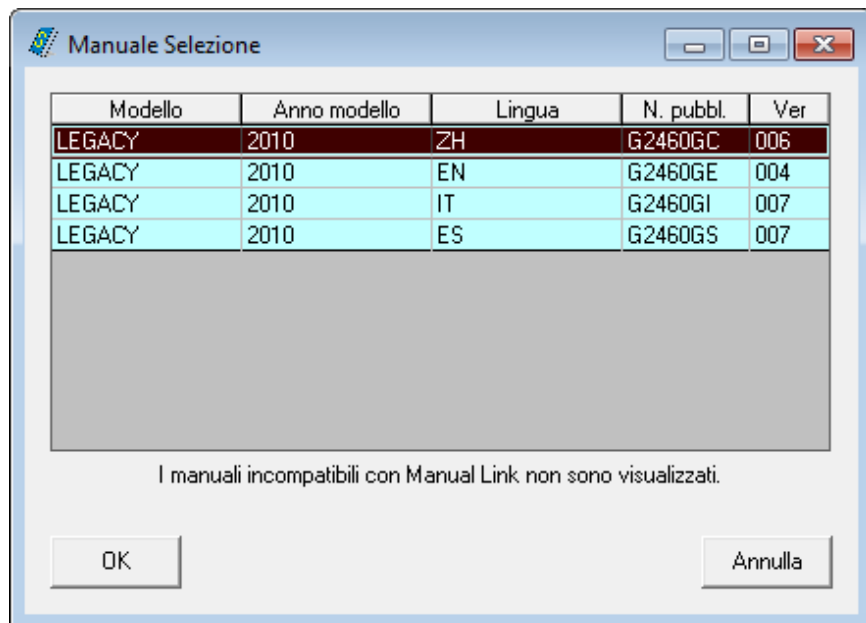 Manuale Selezione
Modello Anno modello Lingua N. pubbl. Ver
LEGACY 2010 ZH G2460GC 006
LEGACY 2010 EN G2460GE 004
LEGACY 2010 IT G2460GI 007
LEGACY 2010 ES G2460GS 007
I manuali incompatibili con Manual Link non sono visualizzati.
OK Annulla